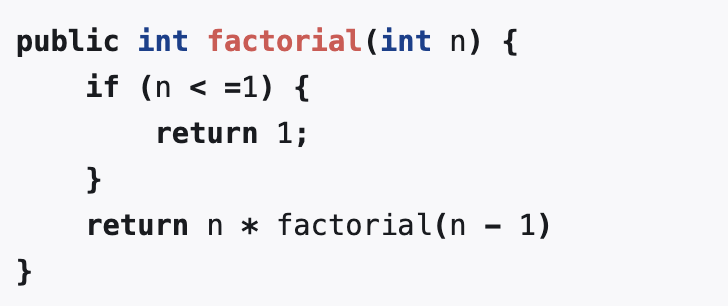 public int factorial(int n) {
    if (n < =1) {
        return 1;
    }
    return n * factorial(n - 1)
}